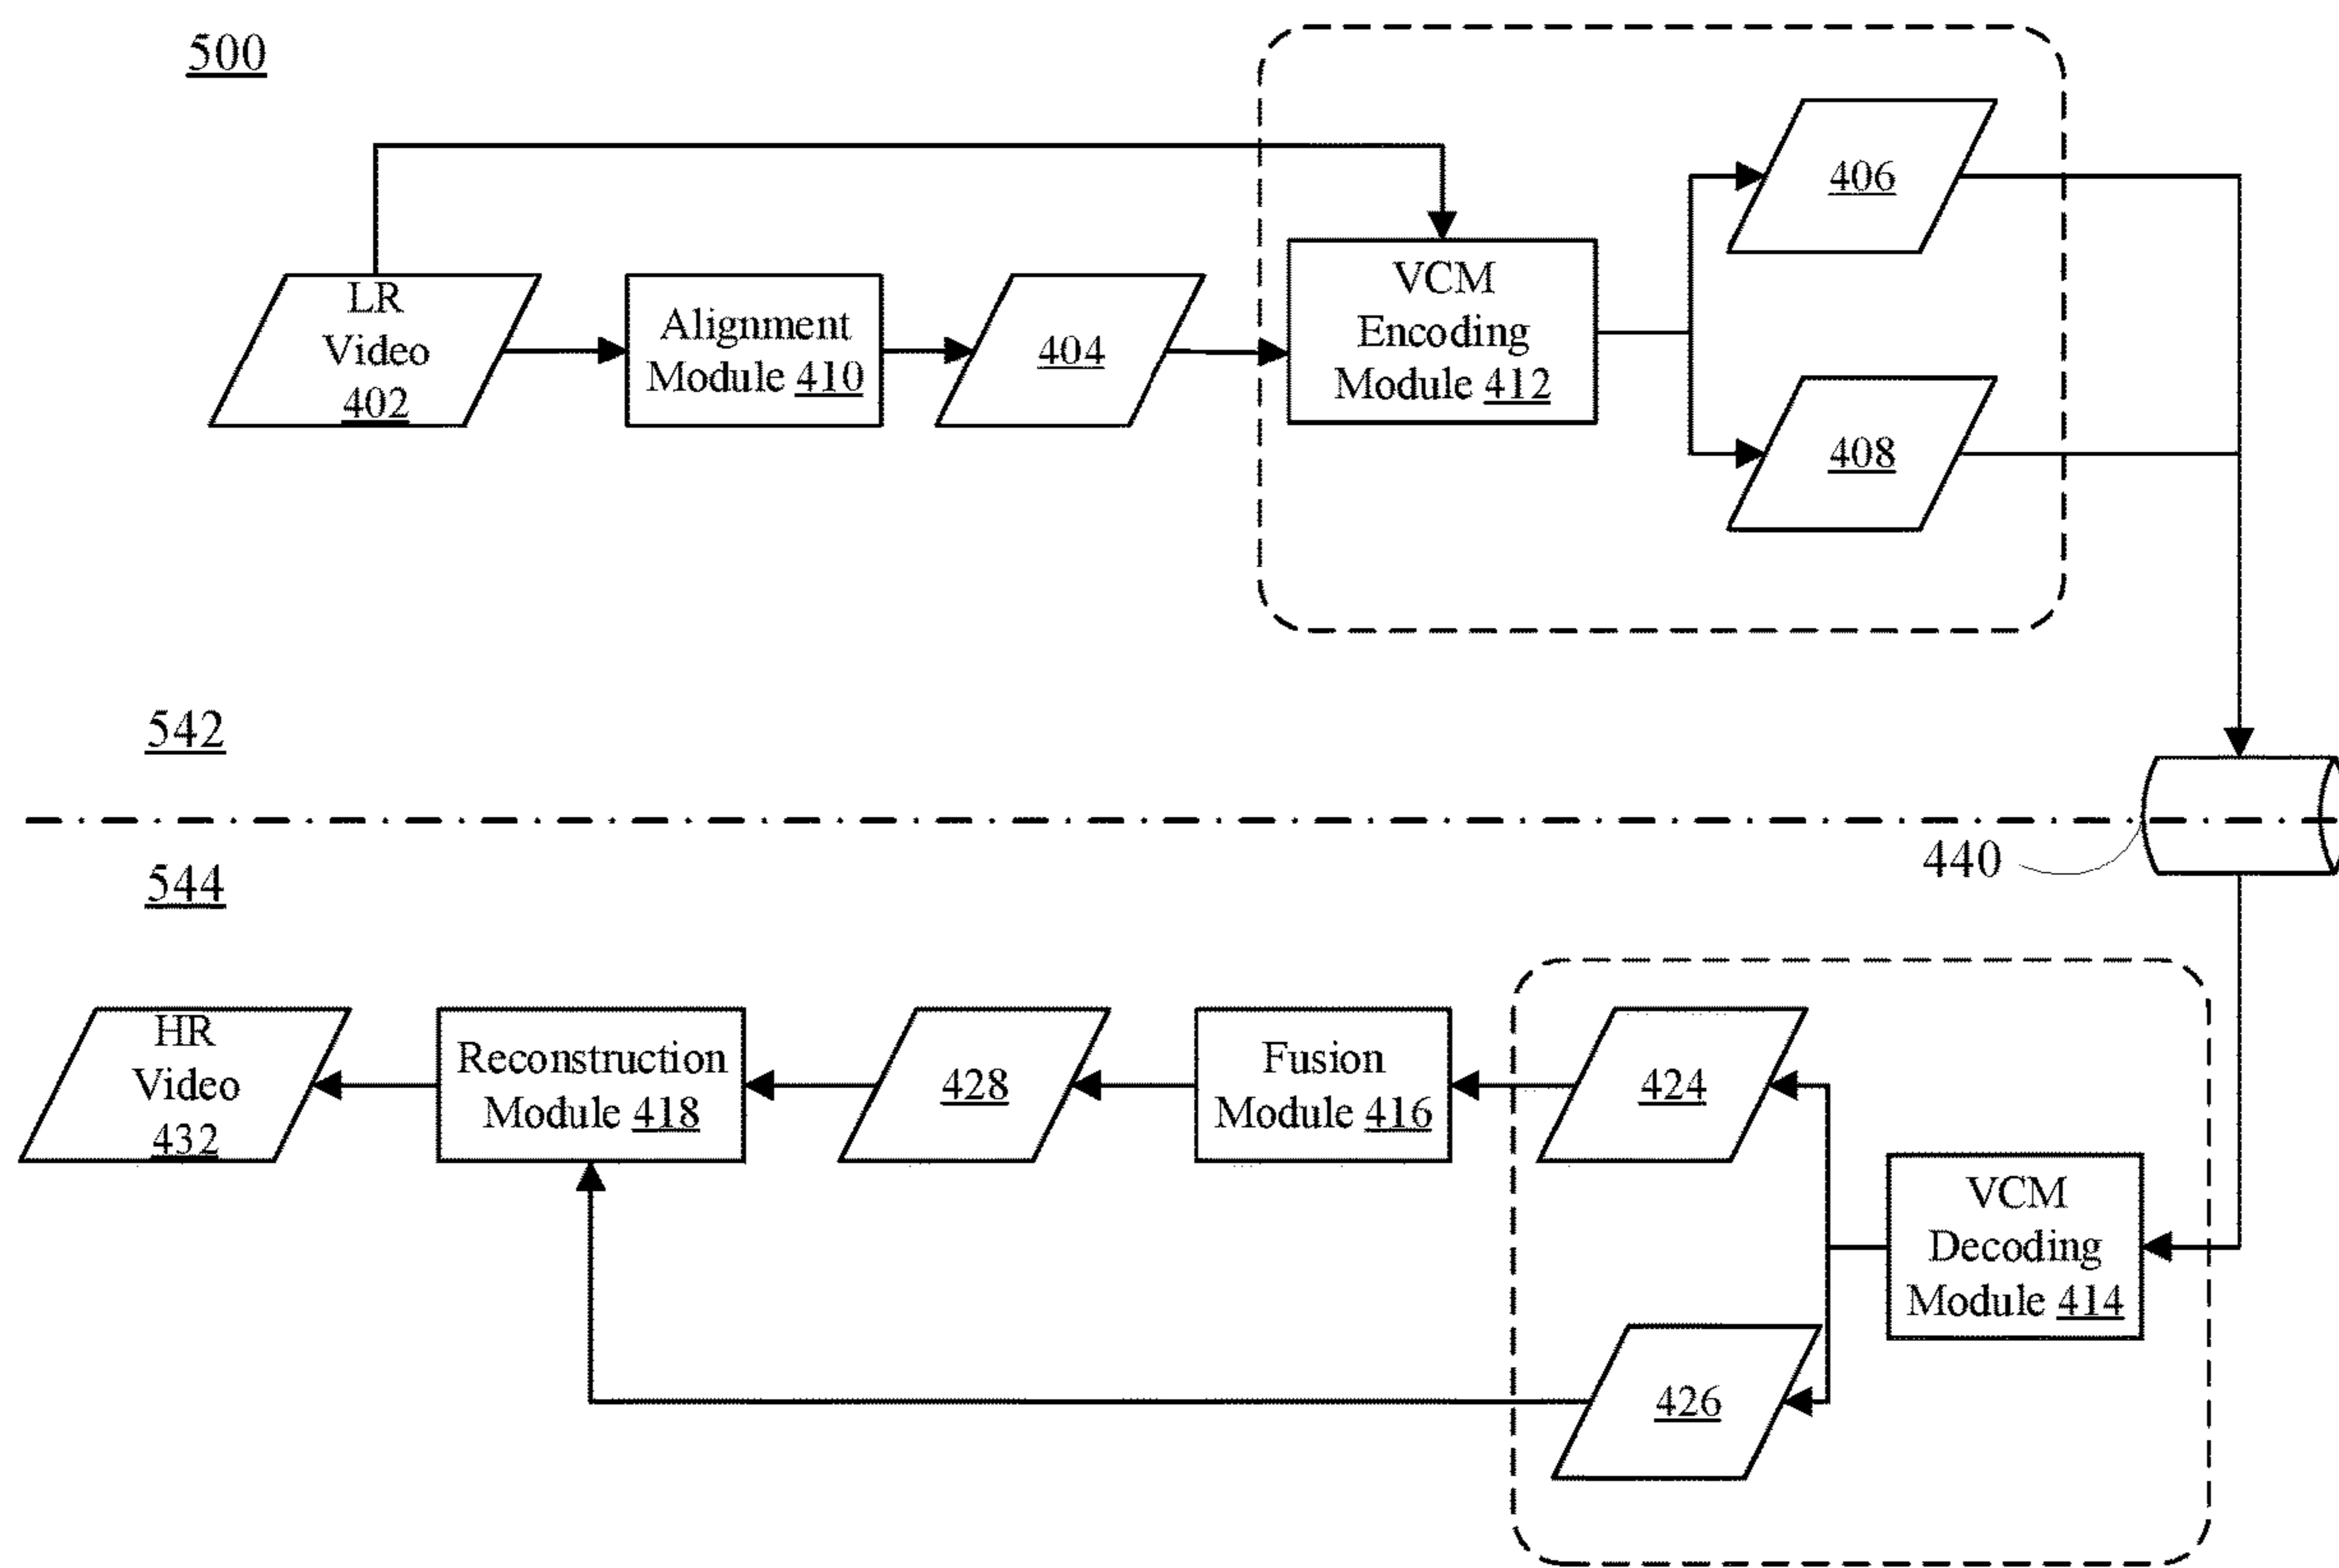 500
LR
Video
402
Alignment
Module 410
404
VCM
Encoding
Module 412
406
408
542
440
544
HR
Video
432
Reconstruction
Module 418
428
Fusion
Module 416
424
VCM
Decoding
Module 414
426